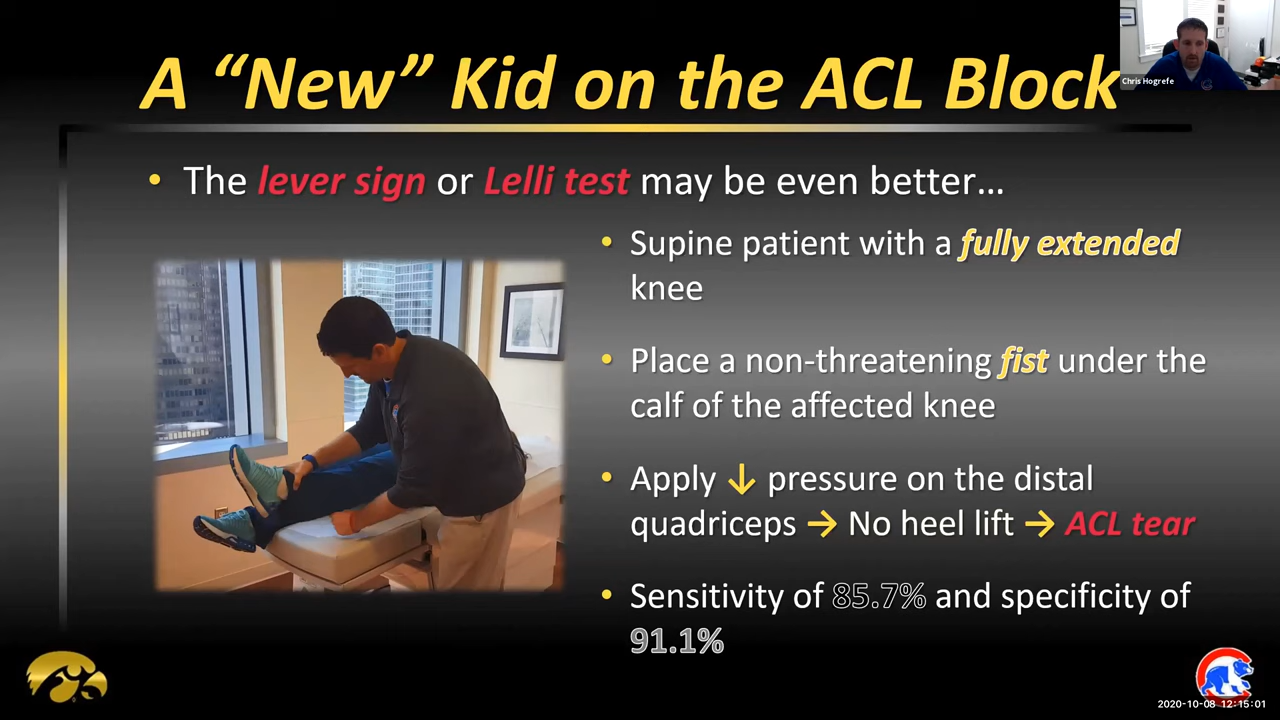 A “New” Kid on the ACL Block
Chris Hogrefe
• The lever sign or Lelli test may be even better…
• Supine patient with a fully extended
knee
• Place a non-threatening fist under the
calf of the affected knee
• Apply ↓ pressure on the distal
quadriceps → No heel lift → ACL tear
• Sensitivity of 85.7% and specificity of
91.1%
2020-10-08 12:15:01